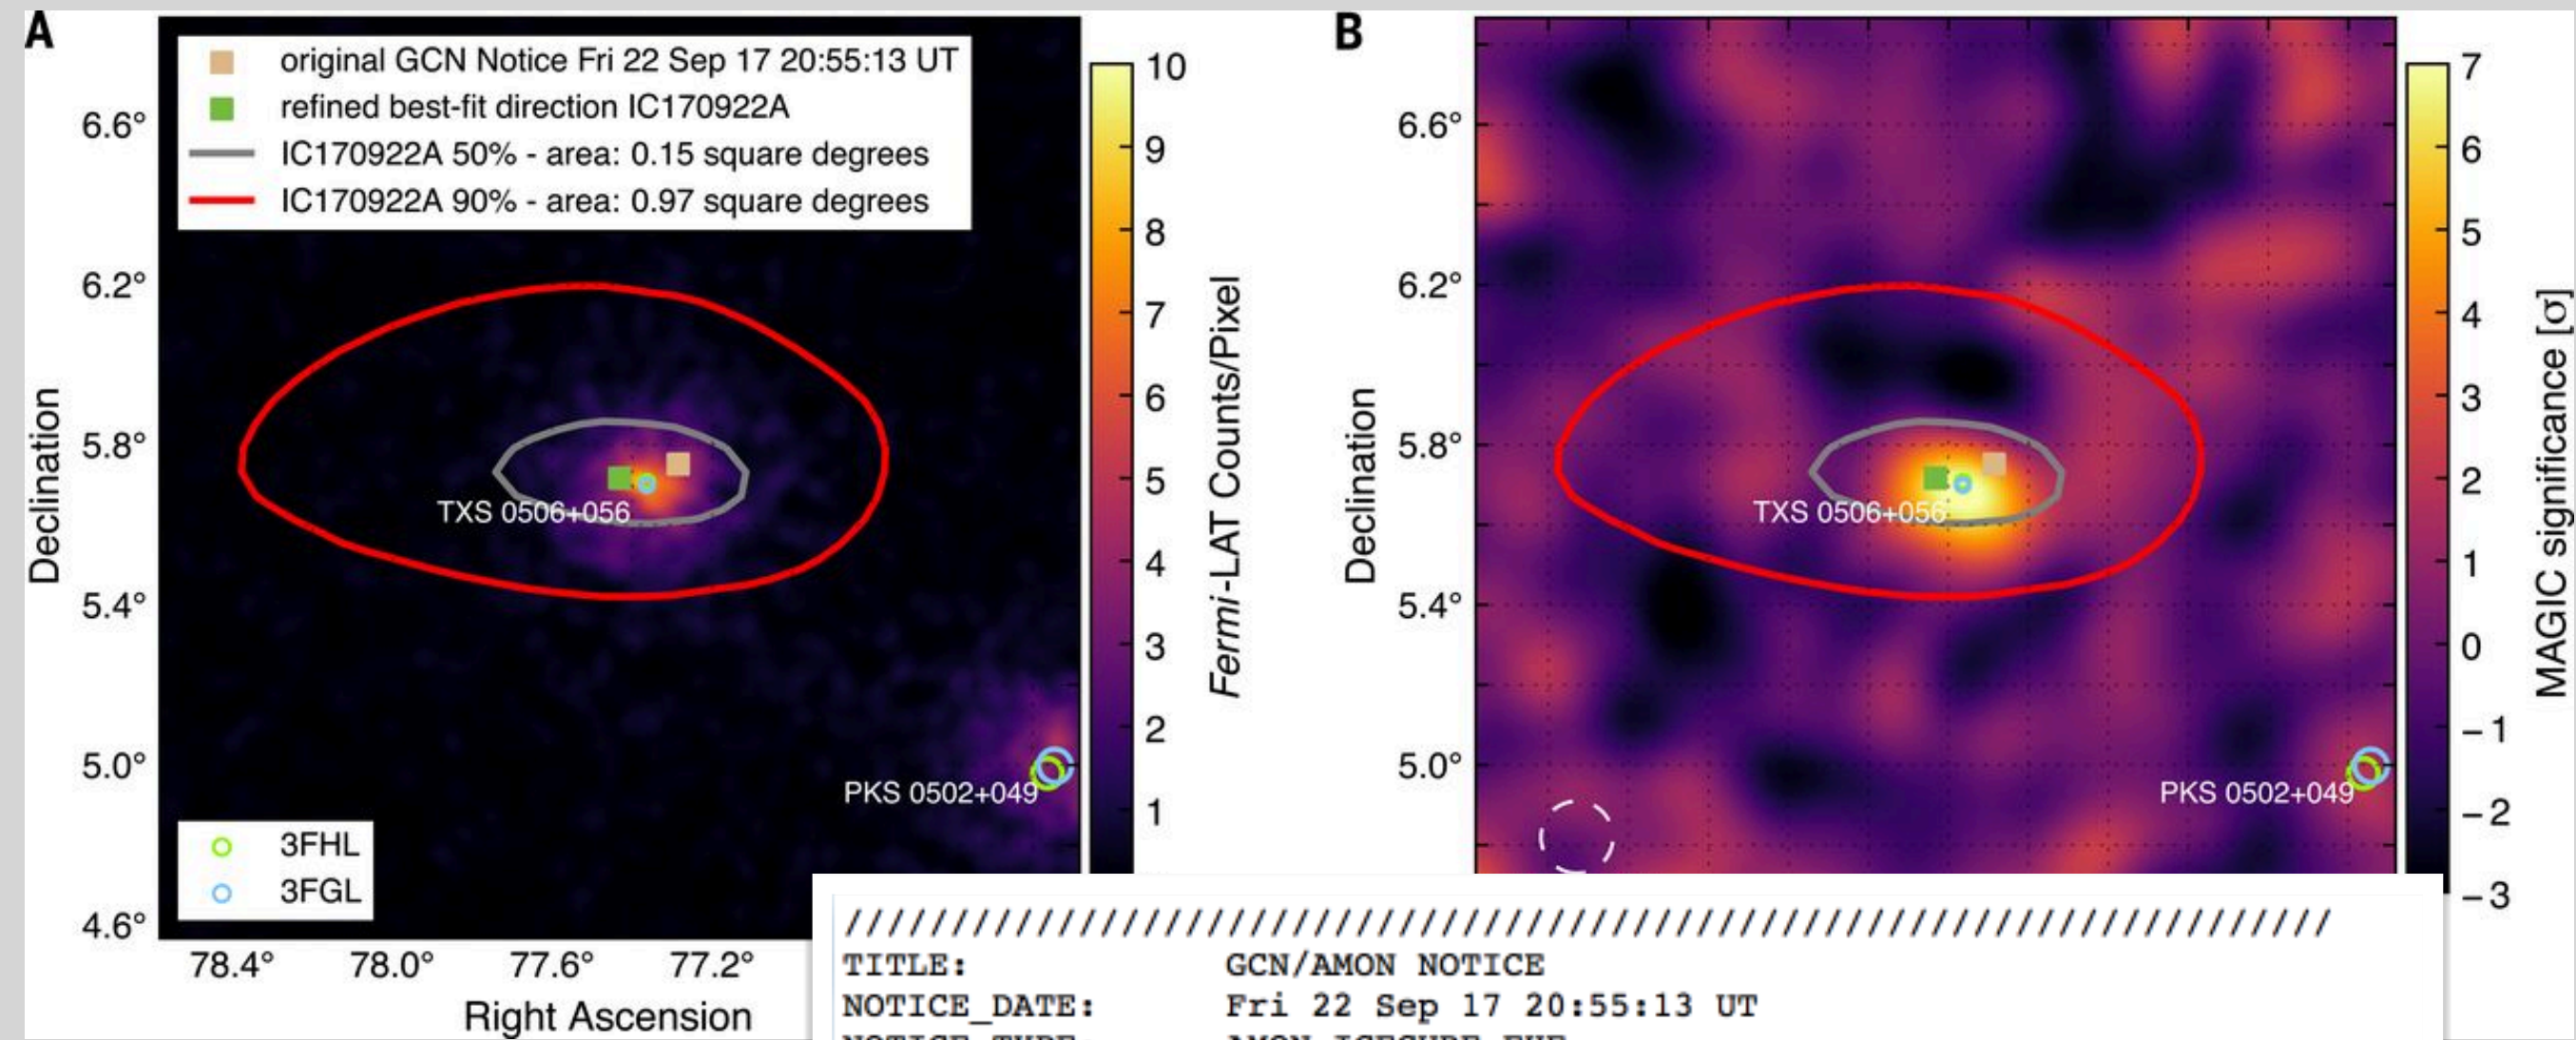 A
original GCN Notice Fri 22 Sep 17 20:55:13 UT
refined best-fit direction IC170922A
IC170922A 50% - area: 0.15 square degrees
IC170922A 90% - area: 0.97 square degrees
6.6°
6.2°
5.8°
5.4°
5.0°
4.6°
Declination
TXS 0506+056
PKS 0502+049
3FHL
3FGL
78.4°
78.0°
77.6°
77.2°
Right Ascension
10
9
8
7
6
5
4
3
2
1
Fermi-LAT Counts/Pixel
B
6.6°
6.2°
5.8°
5.4°
5.0°
Declination
TXS 0506+056
PKS 0502+049
7
6
5
4
3
2
1
0
−1
−2
−3
MAGIC significance [σ]
////////////////////////////////////////////////////////////////////////
TITLE: GCN/AMON NOTICE
NOTICE_DATE: Fri 22 Sep 17 20:55:13 UT